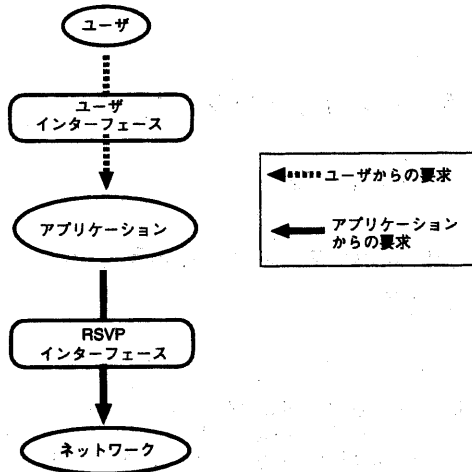 ユーザ
ユーザ
インターフェース
アプリケーション
RSVP
インターフェース
ネットワーク
ユーザからの要求
アプリケーション
からの要求